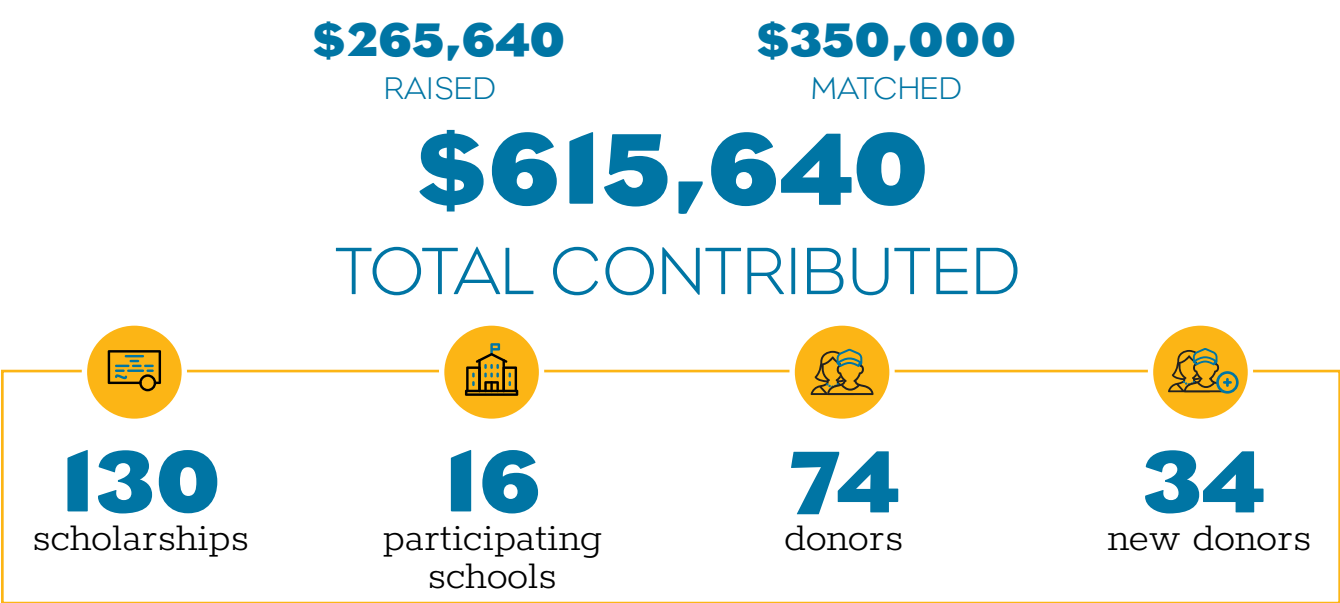 $265,640
RAISED
$350,000
MATCHED
$615,640
TOTAL CONTRIBUTED
130
scholarships
16
participating
schools
74
donors
34
new donors